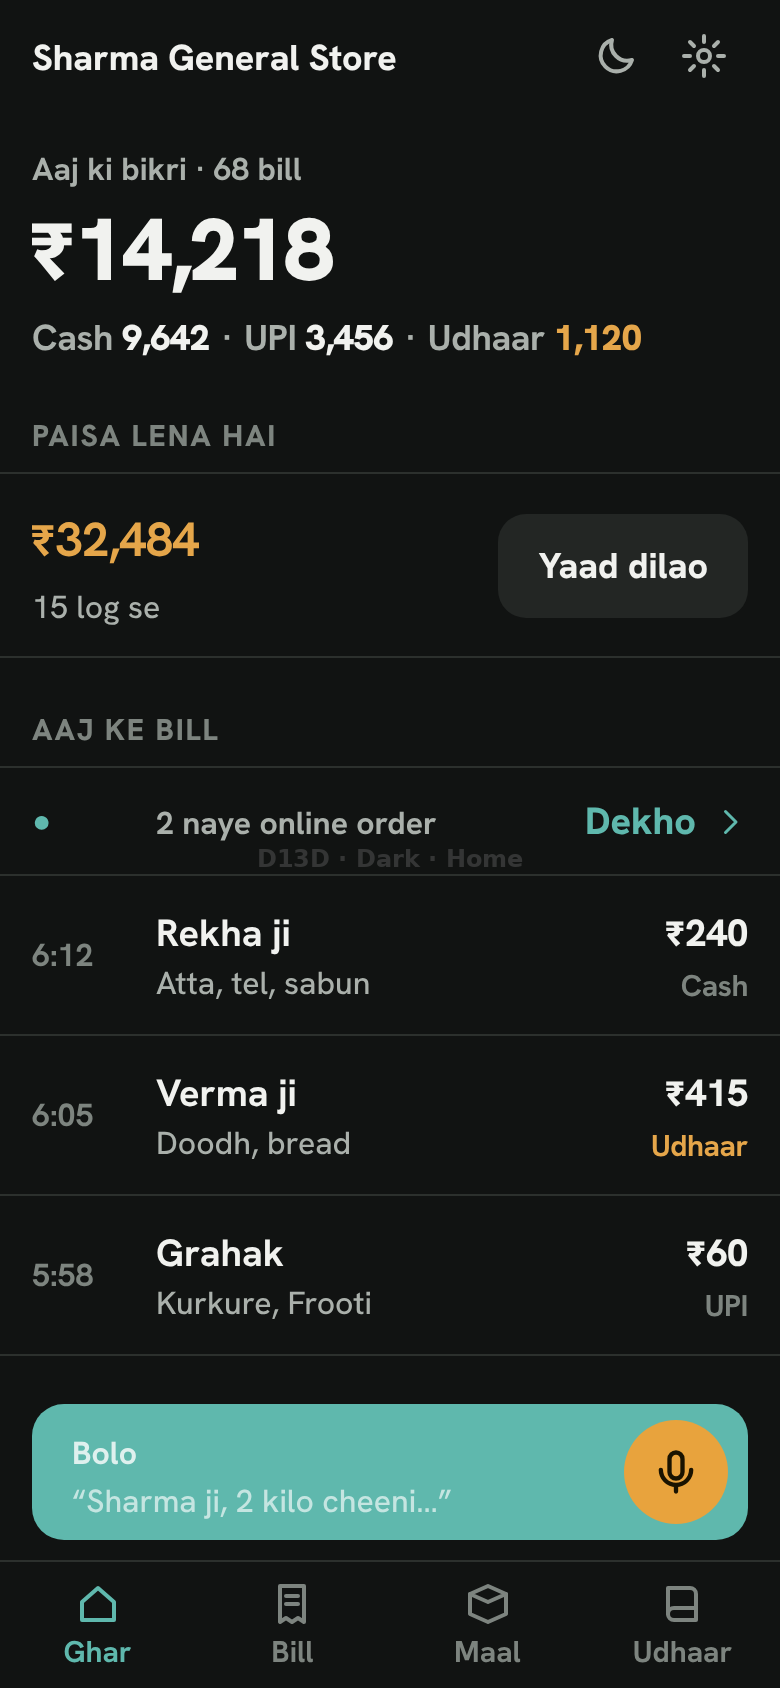 Sharma General Store
Aaj ki bikri · 68 bill
₹14,218
Cash 9,642 · UPI 3,456 · Udhaar 1,120
PAISA LENA HAI
₹32,484
15 log se
Yaad dilao
AAJ KE BILL
2 naye online order
Dekho
D13D · Dark · Home
6:12
Rekha ji
₹240
Atta, tel, sabun
Cash
6:05
Verma ji
₹415
Doodh, bread
Udhaar
5:58
Grahak
₹60
Kurkure, Frooti
UPI
Bolo
“Sharma ji, 2 kilo cheeni...”
Ghar
Bill
Maal
Udhaar